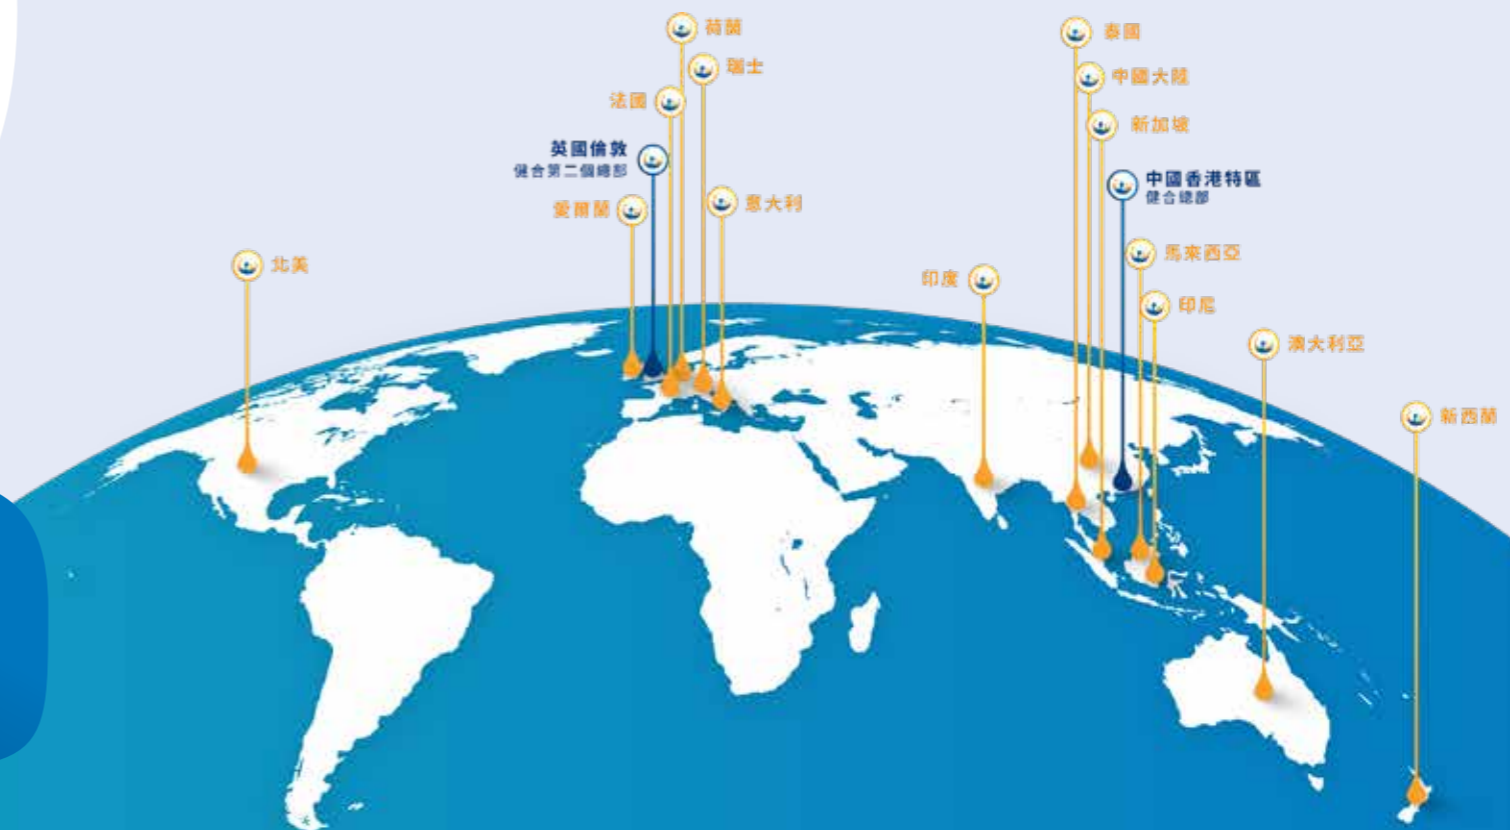 荷蘭
瑞士
法國
英國倫敦
健合第二個總部
愛爾蘭
意大利
北美
泰國
中國大陸
新加坡
中國香港特區
健合總部
馬來西亞
印度
印尼
澳大利亞
新西蘭